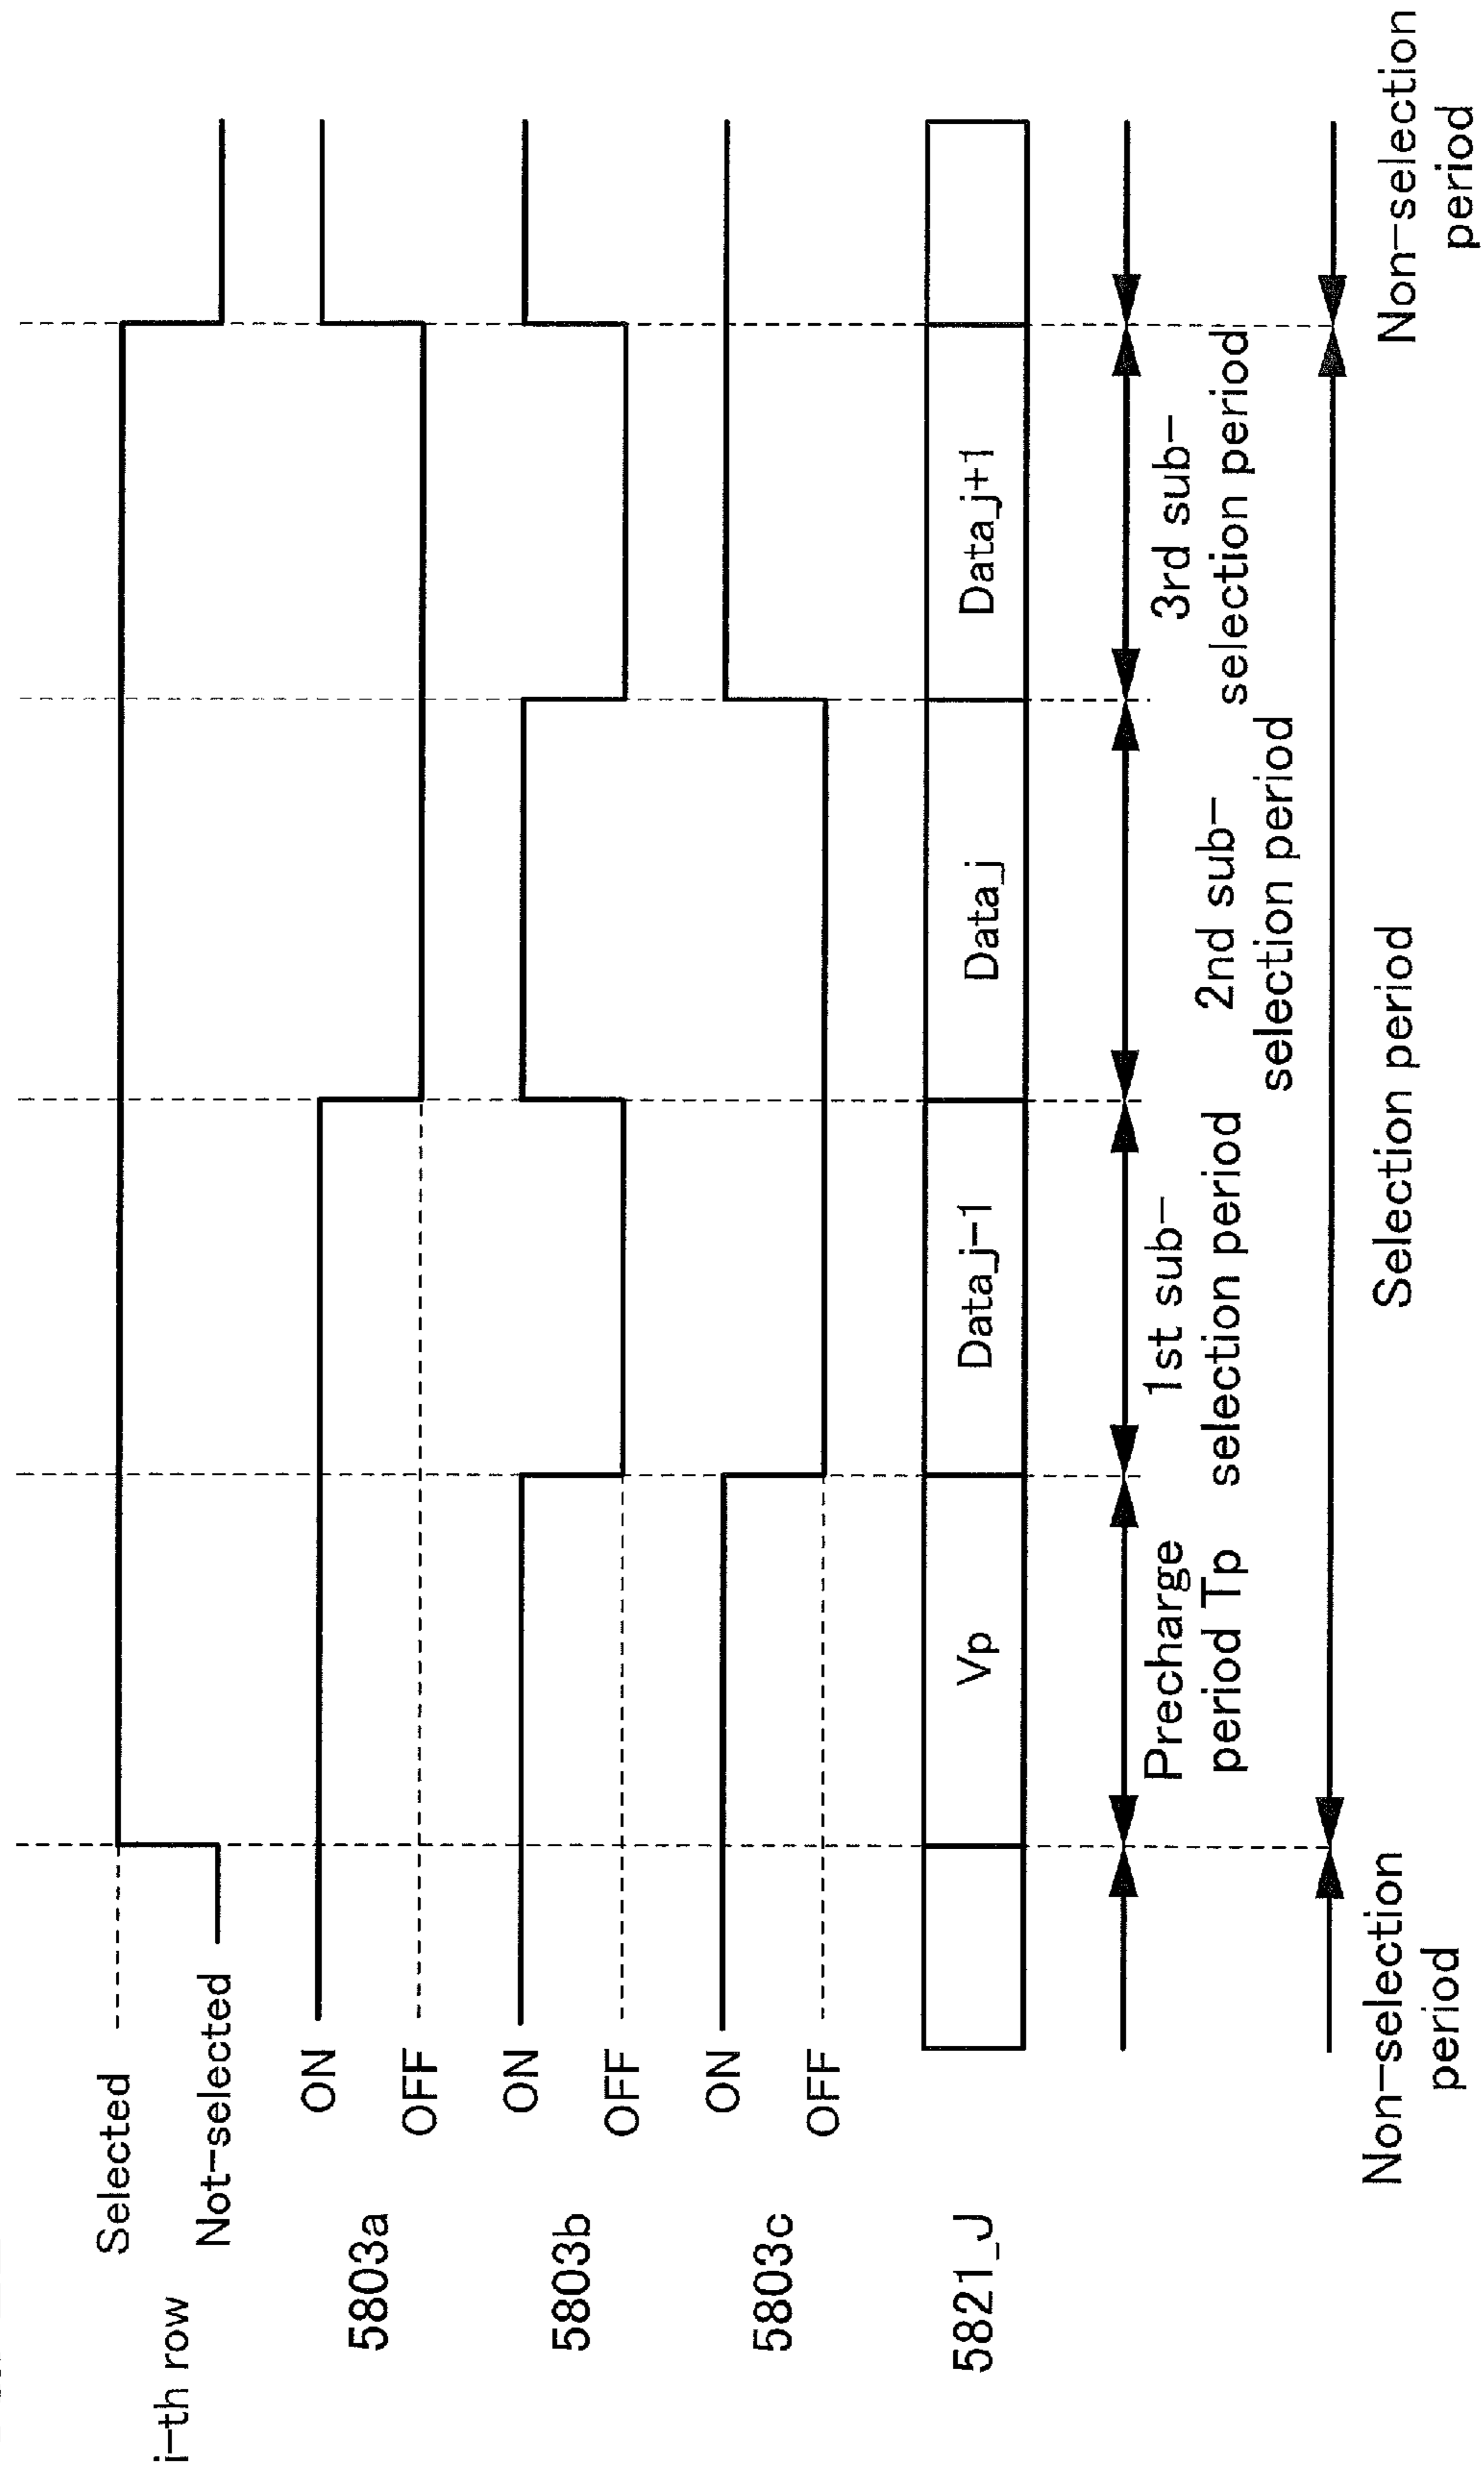 Selected
i-th row
Not-selected
ON
5803a
OFF
ON
5803b
OFF
ON
5803c
OFF
5821_J
Vp
Data_j-1
Data_j
Data_j+1
Precharge
period Tp
1st sub-
selection period
2nd sub-
selection period
3rd sub-
selection period
Non-selection
period
Selection period
Non-selection
period